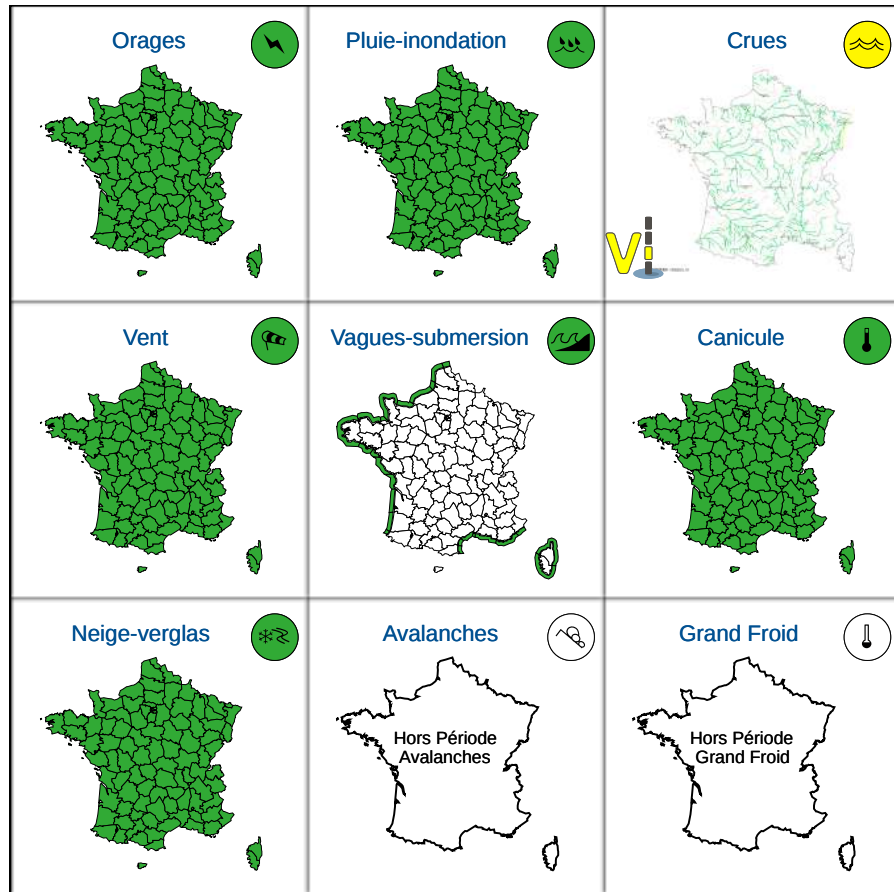 Orages
Pluie-inondation
Crues
Vi
Vent
Vagues-submersion
Canicule
Neige-verglas
Avalanches
Grand Froid
Hors Période
Avalanches
Hors Période
Grand Froid